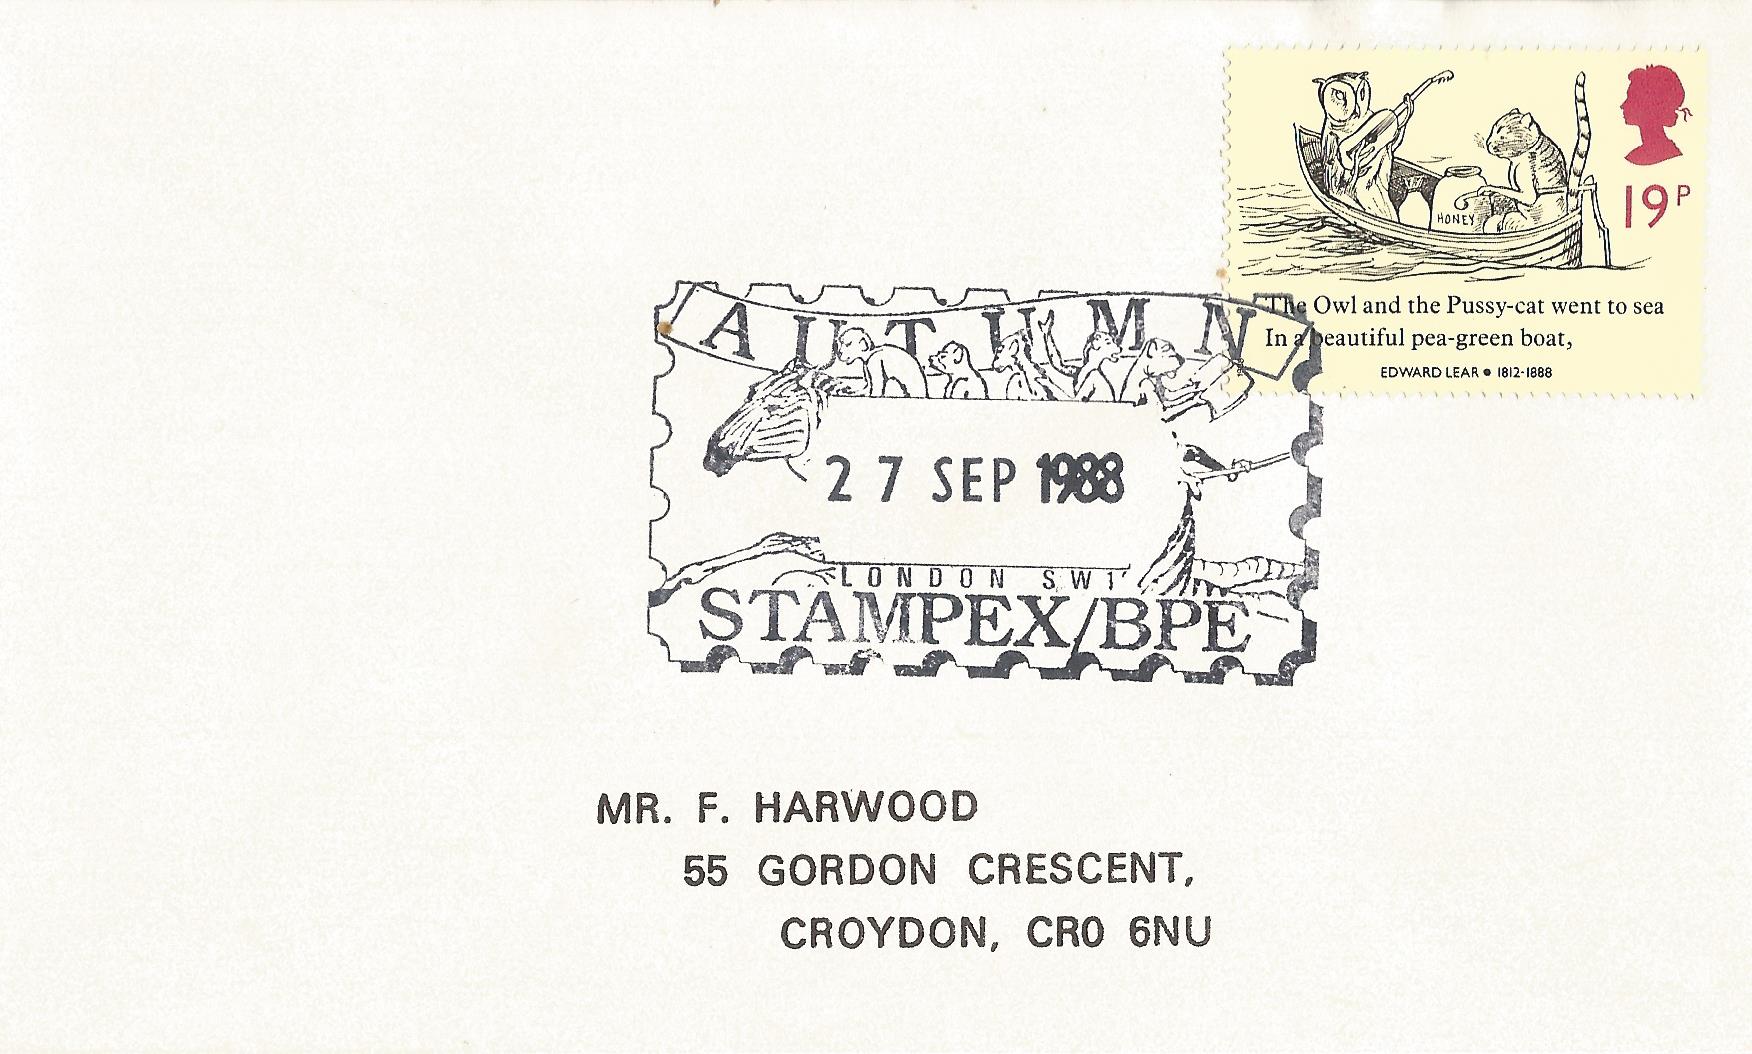 19P
HONEY
The Owl and the Pussy-cat went to sea
In a beautiful pea-green boat,
EDWARD LEAR ● 1812-1888
AUTUMN
27 SEP 1988
LONDON SW1
STAMPEX/BPE
MR. F. HARWOOD
55 GORDON CRESCENT,
CROYDON, CR0 6NU